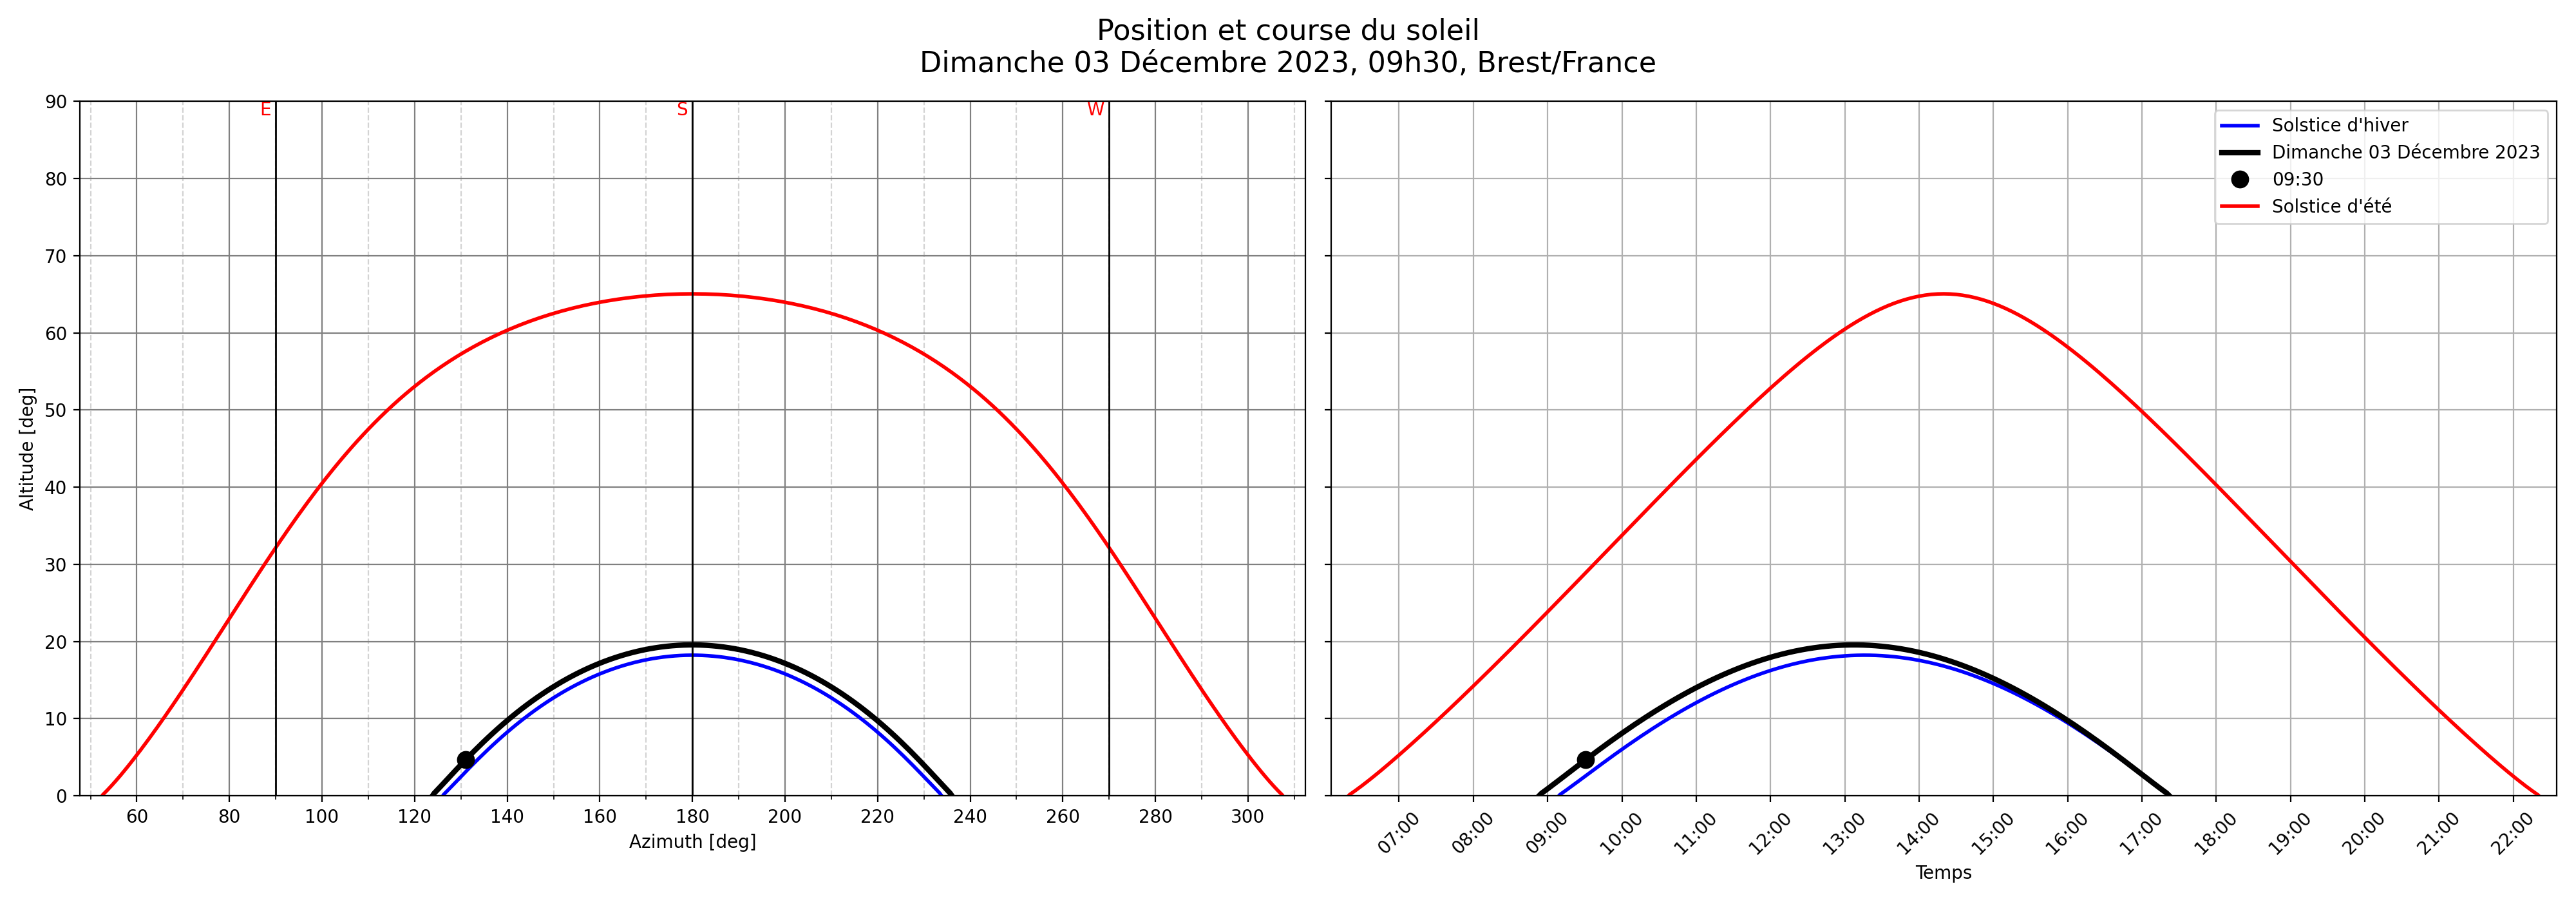 Position et course du soleil
Dimanche 03 Décembre 2023, 09h30, Brest/France
E
S
W
90
80
70
60
50
40
30
20
10
0
Altitude [deg]
60 80 100 120 140 160 180 200 220 240 260 280 300
Azimuth [deg]
Solstice d'hiver
Dimanche 03 Décembre 2023
09:30
Solstice d'été
07:00 08:00 09:00 10:00 11:00 12:00 13:00 14:00 15:00 16:00 17:00 18:00 19:00 20:00 21:00 22:00
Temps